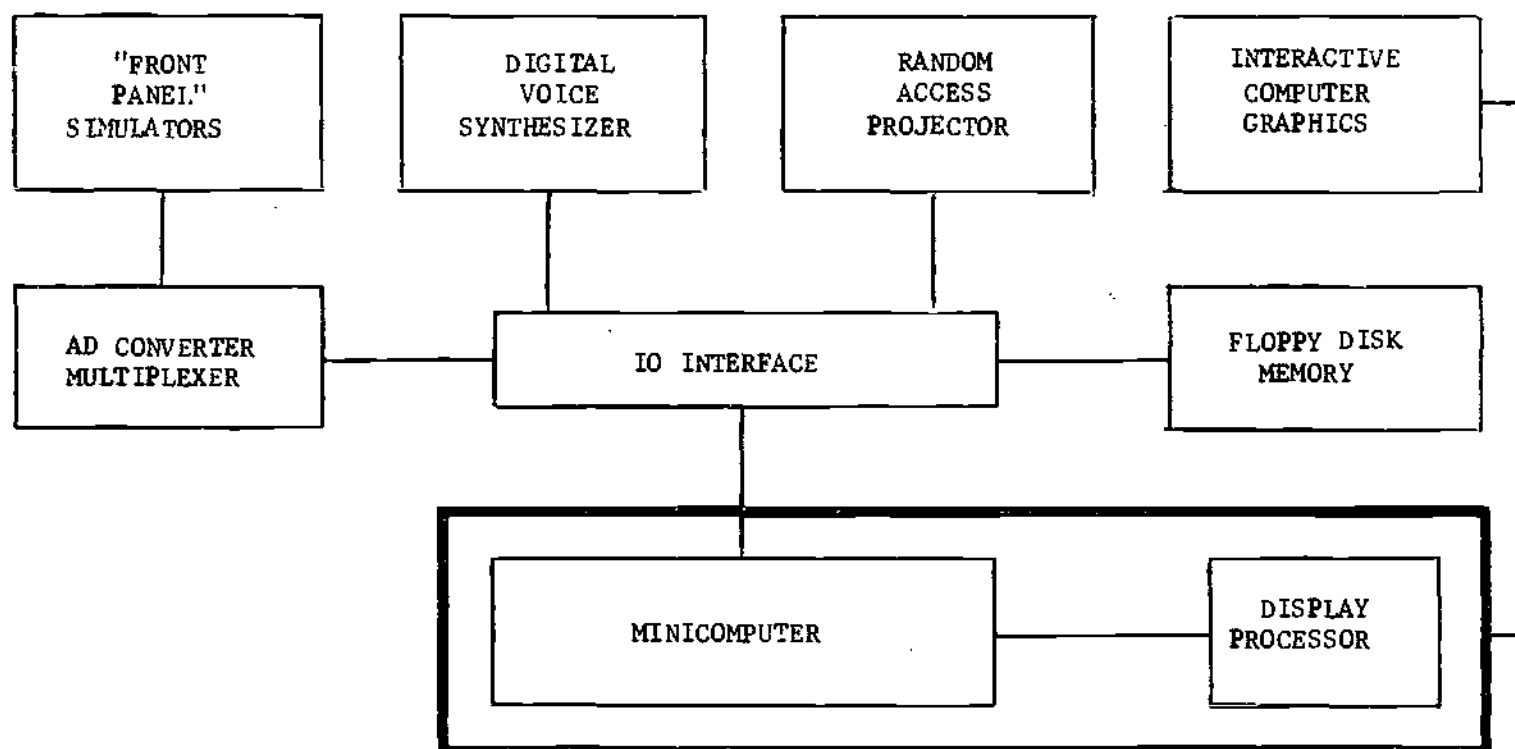 "FRONT
PANEL"
SIMULATORS
DIGITAL
VOICE
SYNTHESIZER
RANDOM
ACCESS
PROJECTOR
INTERACTIVE
COMPUTER
GRAPHICS
AD CONVERTER
MULTIPLEXER
IO INTERFACE
FLOPPY DISK
MEMORY
MINICOMPUTER
DISPLAY
PROCESSOR